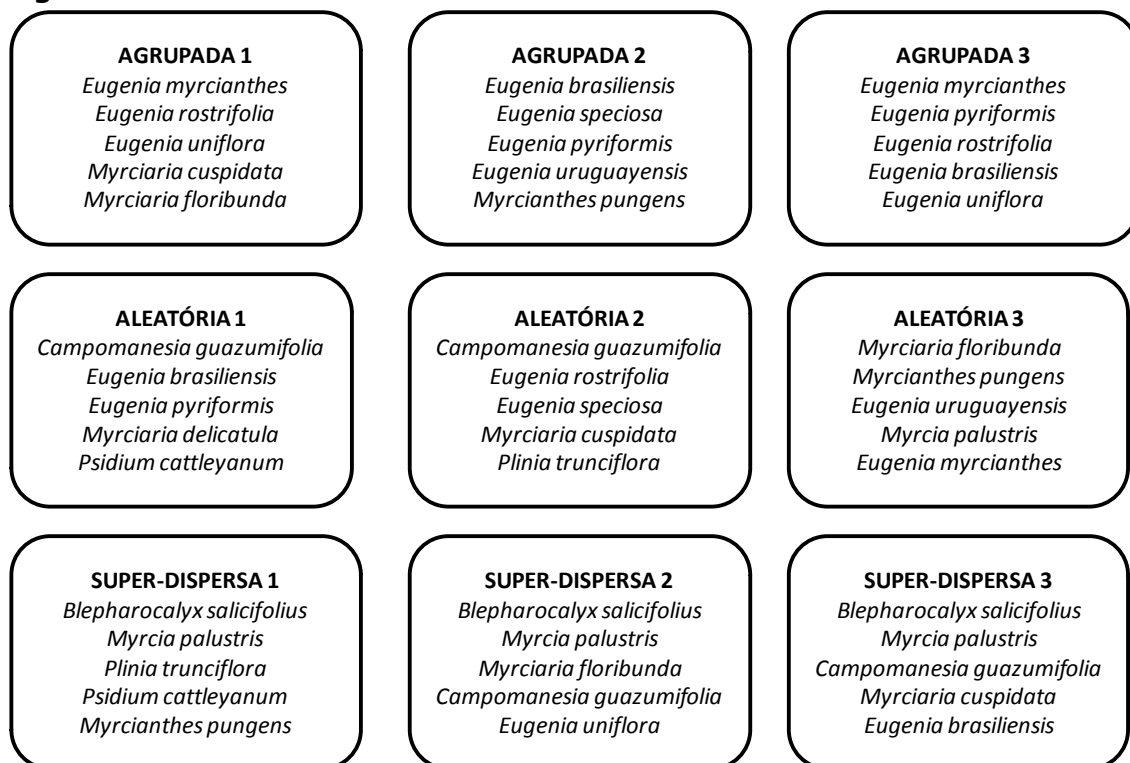 AGRUPADA 1
Eugenia myrcianthes
Eugenia rostrifolia
Eugenia uniflora
Myrciaria cuspidata
Myrciaria floribunda
AGRUPADA 2
Eugenia brasiliensis
Eugenia speciosa
Eugenia pyriformis
Eugenia uruguayensis
Myrcianthes pungens
AGRUPADA 3
Eugenia myrcianthes
Eugenia pyriformis
Eugenia rostrifolia
Eugenia brasiliensis
Eugenia uniflora
ALEATÓRIA 1
Campomanesia guazumifolia
Eugenia brasiliensis
Eugenia pyriformis
Myrciaria delicatula
Psidium cattleyanum
ALEATÓRIA 2
Campomanesia guazumifolia
Eugenia rostrifolia
Eugenia speciosa
Myrciaria cuspidata
Plinia trunciflora
ALEATÓRIA 3
Myrciaria floribunda
Myrcianthes pungens
Eugenia uruguayensis
Myrcia palustris
Eugenia myrcianthes
SUPER-DISPERSA 1
Blepharocalyx salicifolius
Myrcia palustris
Plinia trunciflora
Psidium cattleyanum
Myrcianthes pungens
SUPER-DISPERSA 2
Blepharocalyx salicifolius
Myrcia palustris
Myrciaria floribunda
Campomanesia guazumifolia
Eugenia uniflora
SUPER-DISPERSA 3
Blepharocalyx salicifolius
Myrcia palustris
Campomanesia guazumifolia
Myrciaria cuspidata
Eugenia brasiliensis